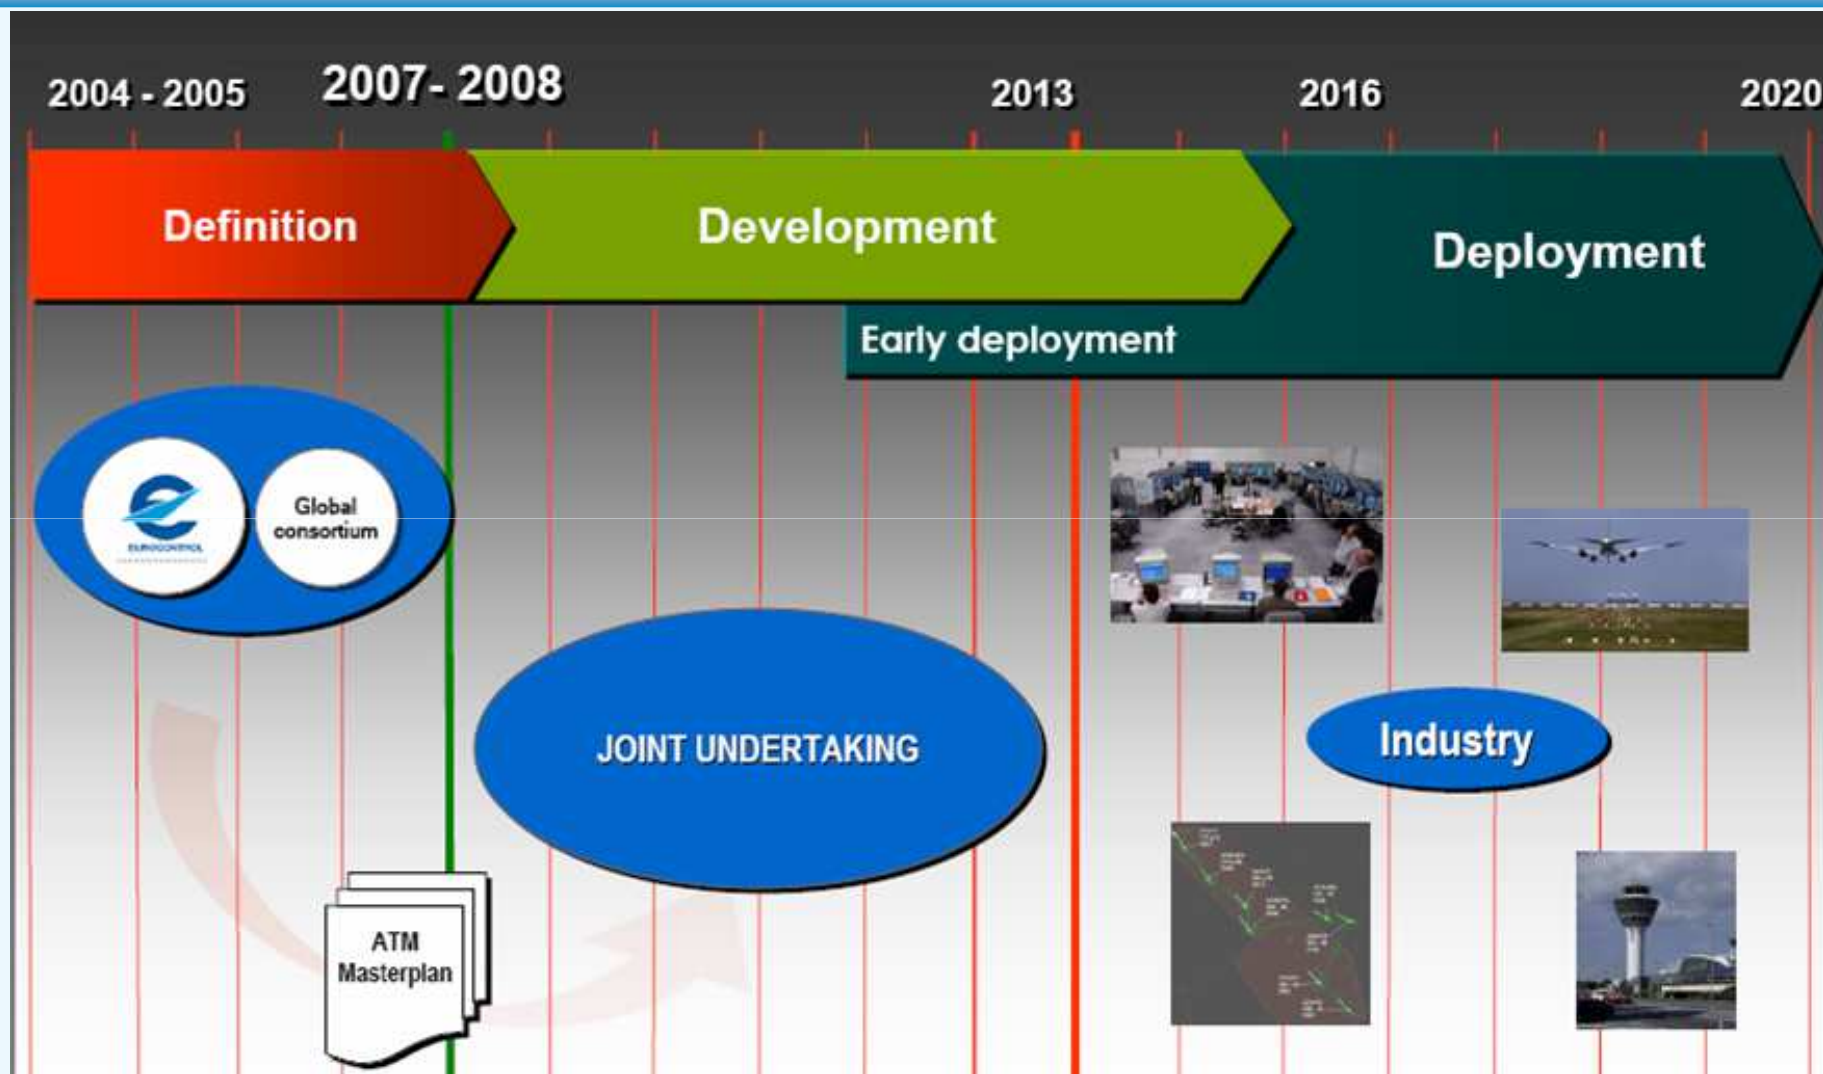 2004 - 2005
2007- 2008
2013
2016
2020
Definition
Development
Deployment
Early deployment
EUROCONTROL
Global
consortium
JOINT UNDERTAKING
Industry
ATM
Masterplan